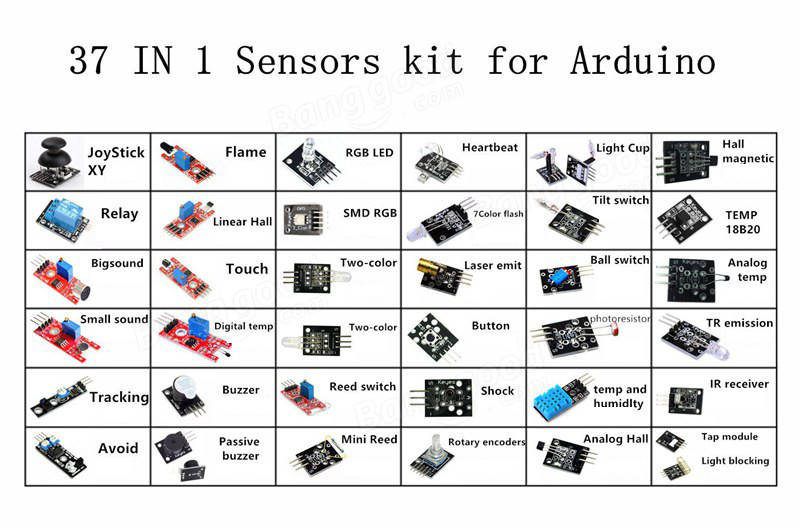 37 IN 1 Sensors kit for Arduino
Banggood
.com
JoyStick
XY
Flame
RGB LED
Heartbeat
Light Cup
Hall
magnetic
Relay
Linear Hall
SMD RGB
7Color flash
Tilt switch
TEMP
18B20
Bigsound
Touch
Two-color
Laser emit
Ball switch
Analog
temp
Small sound
Digital temp
Two-color
Button
photoresistor
TR emission
Tracking
Buzzer
Reed switch
Shock
temp and
humidIty
IR receiver
Avoid
Passive
buzzer
Mini Reed
Rotary encoders
Analog Hall
Tap module
Light blocking